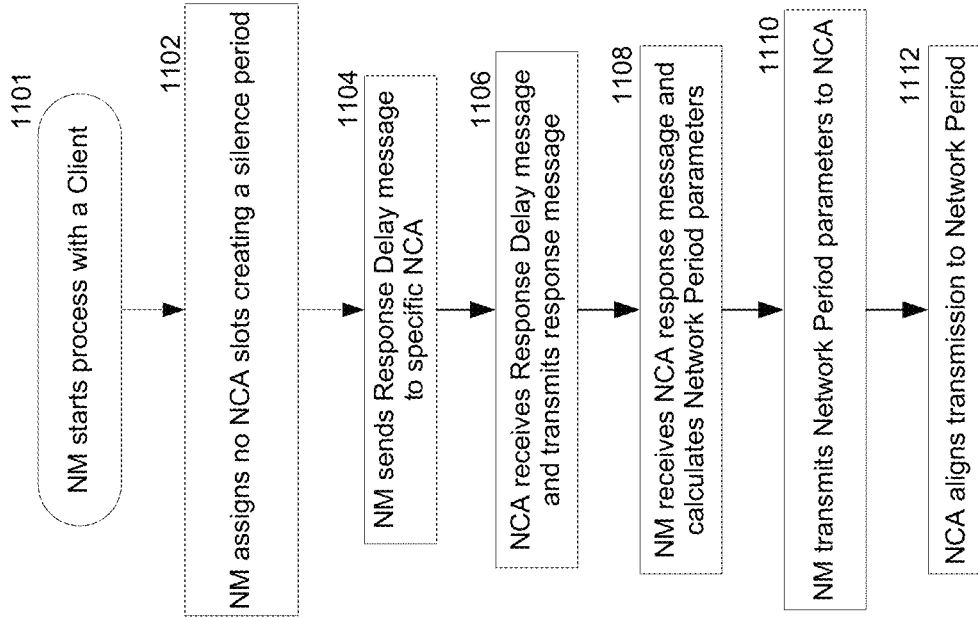 1101
NM starts process with a Client
1102
NM assigns no NCA slots creating a silence period
1104
NM sends Response Delay message
to specific NCA
1106
NCA receives Response Delay message
and transmits response message
1108
NM receives NCA response message and
calculates Network Period parameters
1110
NM transmits Network Period parameters to NCA
1112
NCA aligns transmission to Network Period